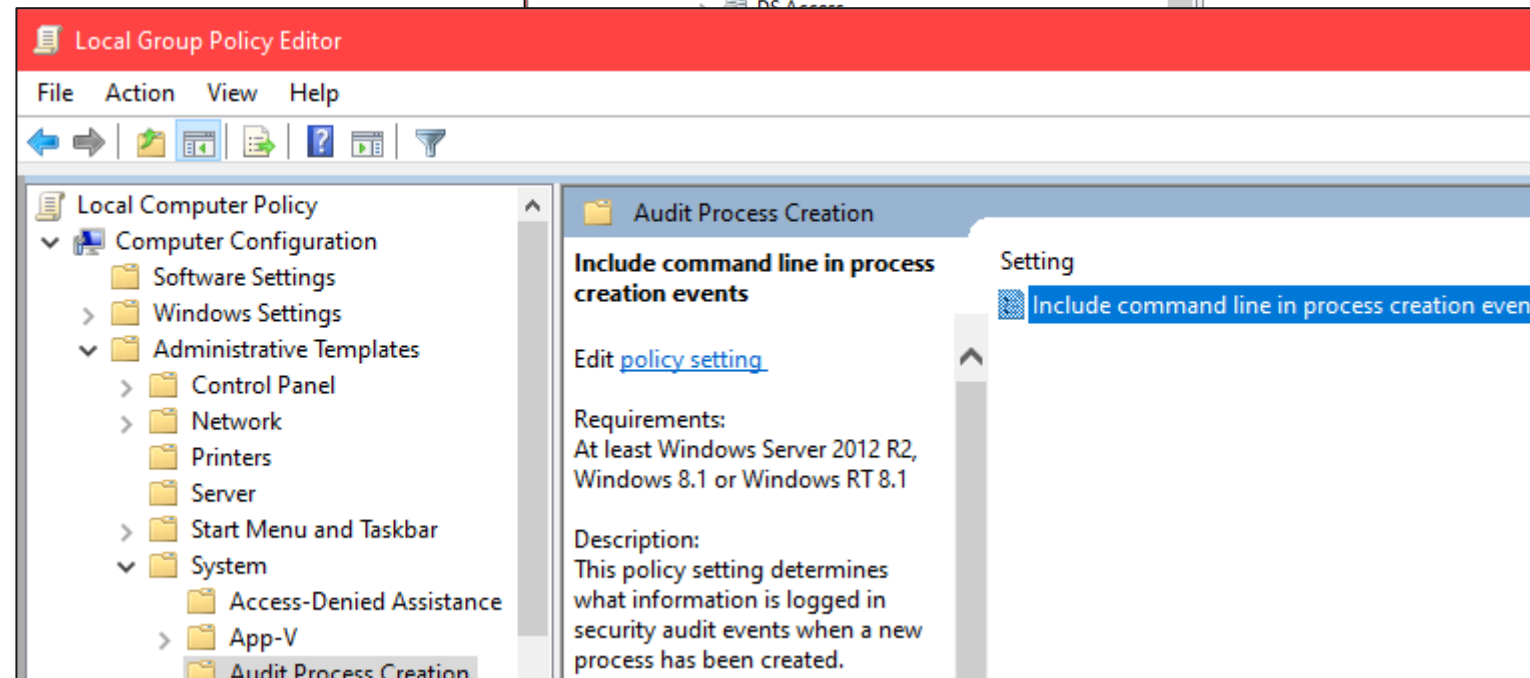 DS Access
Local Group Policy Editor
File Action View Help
Local Computer Policy
Computer Configuration
Software Settings
Windows Settings
Administrative Templates
Control Panel
Network
Printers
Server
Start Menu and Taskbar
System
Access-Denied Assistance
App-V
Audit Process Creation
Audit Process Creation
Include command line in process
creation events
Edit policy setting
Requirements:
At least Windows Server 2012 R2,
Windows 8.1 or Windows RT 8.1
Description:
This policy setting determines
what information is logged in
security audit events when a new
process has been created.
Setting
Include command line in process creation even